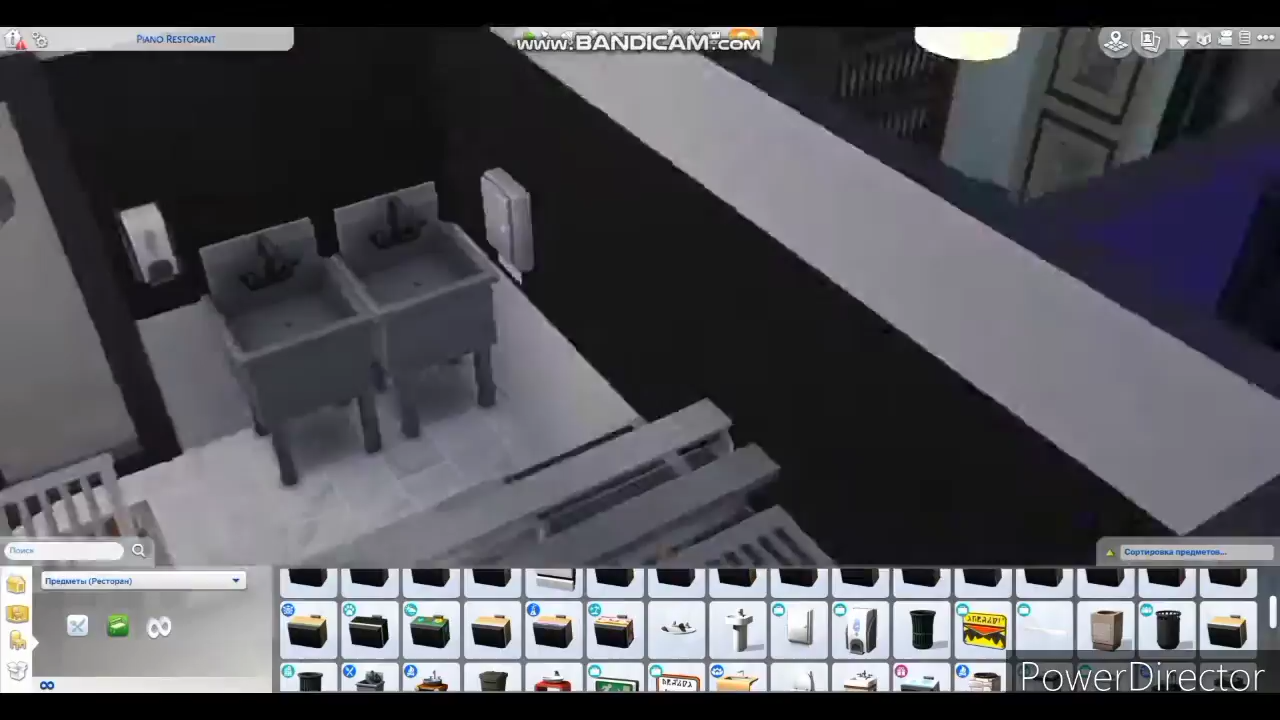 PIANO RESTORANT
www.BANDICAM.com
Поиск
Сортировка предметов...
Предметы (Ресторан)
PowerDirector